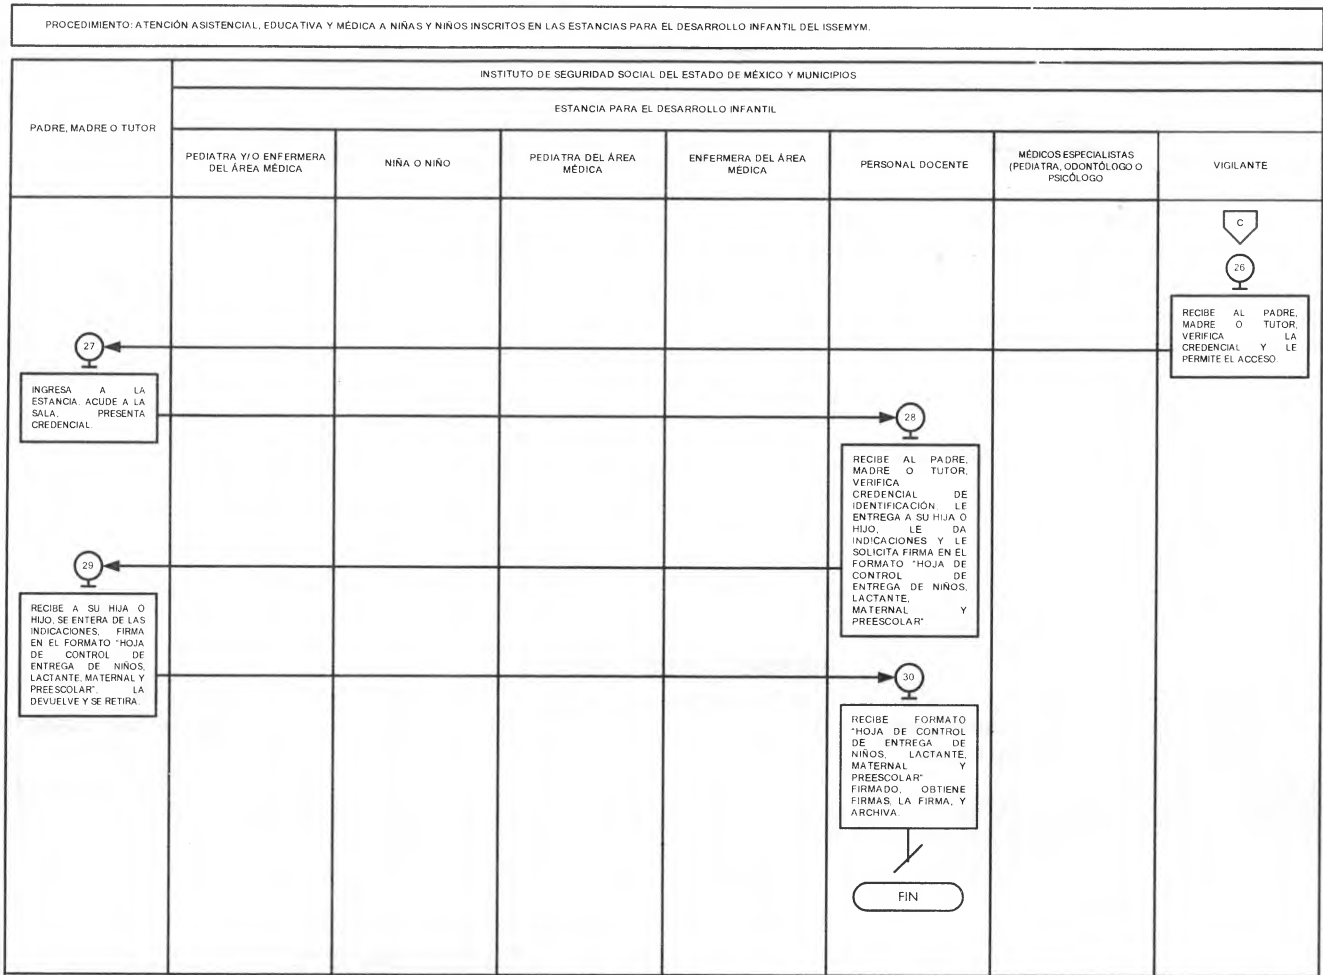 PROCEDIMIENTO: ATENCIÓN ASISTENCIAL, EDUCATIVA Y MÉDICA A NIÑAS Y NIÑOS INSCRITOS EN LAS ESTANCIAS PARA EL DESARROLLO INFANTIL DEL ISSEMYM.
PADRE, MADRE O TUTOR
INSTITUTO DE SEGURIDAD SOCIAL DEL ESTADO DE MÉXICO Y MUNICIPIOS
ESTANCIA PARA EL DESARROLLO INFANTIL
PEDIATRA Y/O ENFERMERA
DEL ÁREA MÉDICA
NIÑA O NIÑO
PEDIATRA DEL ÁREA
MÉDICA
ENFERMERA DEL ÁREA
MÉDICA
PERSONAL DOCENTE
MÉDICOS ESPECIALISTAS
(PEDIATRA, ODONTÓLOGO O
PSICÓLOGO
VIGILANTE
C
26
RECIBE AL PADRE,
MADRE O TUTOR,
VERIFICA LA
CREDENCIAL Y LE
PERMITE EL ACCESO.
27
INGRESA A LA
ESTANCIA. ACUDE A LA
SALA, PRESENTA
CREDENCIAL.
28
RECIBE AL PADRE,
MADRE O TUTOR,
VERIFICA
CREDENCIAL DE
IDENTIFICACIÓN LE
ENTREGA A SU HIJA O
HIJO, LE DA
INDICACIONES Y LE
SOLICITA FIRMA EN EL
FORMATO "HOJA DE
CONTROL DE
ENTREGA DE NIÑOS,
LACTANTE,
MATERNAL Y
PREESCOLAR"
29
RECIBE A SU HIJA O
HIJO, SE ENTERA DE LAS
INDICACIONES, FIRMA
EN EL FORMATO "HOJA
DE CONTROL DE
ENTREGA DE NIÑOS,
LACTANTE, MATERNAL Y
PREESCOLAR", LA
DEVUELVE Y SE RETIRA.
30
RECIBE FORMATO
"HOJA DE CONTROL
DE ENTREGA DE
NIÑOS, LACTANTE,
MATERNAL Y
PREESCOLAR"
FIRMADO, OBTIENE
FIRMAS, LA FIRMA, Y
ARCHIVA.
FIN